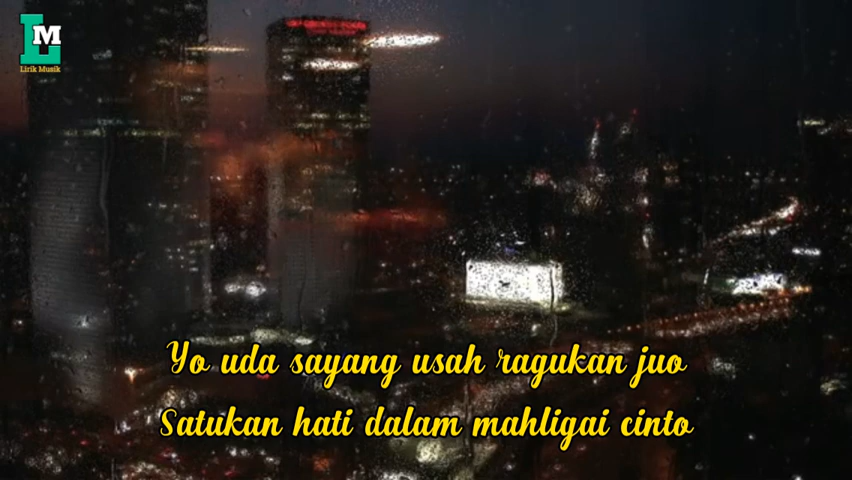 LM
Lirik Musik
Yo uda sayang usah ragukan juo
Satukan hati dalam mahligai cinto